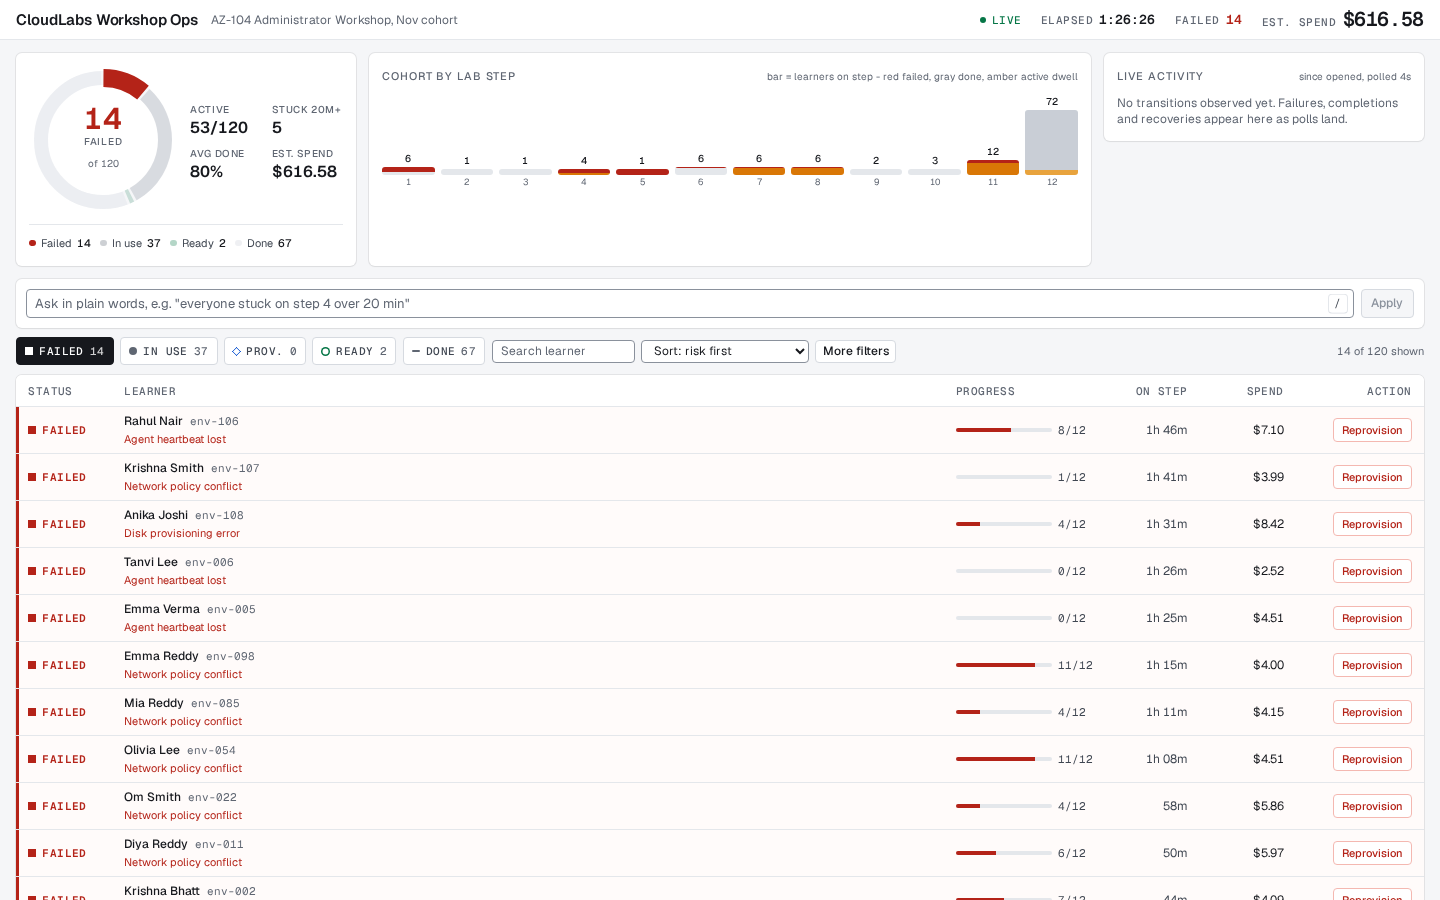 CloudLabs Workshop Ops AZ-104 Administrator Workshop, Nov cohort
LIVE ELAPSED 1:26:26 FAILED 14 EST. SPEND $616.58
14
FAILED
of 120
ACTIVE
53/120
STUCK 20M+
5
AVG DONE
80%
EST. SPEND
$616.58
Failed 14 In use 37 Ready 2 Done 67
COHORT BY LAB STEP
bar = learners on step - red failed, gray done, amber active dwell
6 1 1 4 1 6 6 6 2 3 12 72
1 2 3 4 5 6 7 8 9 10 11 12
LIVE ACTIVITY
since opened, polled 4s
No transitions observed yet. Failures, completions
and recoveries appear here as polls land.
Ask in plain words, e.g. "everyone stuck on step 4 over 20 min" / Apply
FAILED 14 IN USE 37 PROV. 0 READY 2 DONE 67 Search learner Sort: risk first More filters 14 of 120 shown
STATUS LEARNER PROGRESS ON STEP SPEND ACTION
FAILED Rahul Nair env-106 8/12 1h 46m $7.10 Reprovision
Agent heartbeat lost
FAILED Krishna Smith env-107 1/12 1h 41m $3.99 Reprovision
Network policy conflict
FAILED Anika Joshi env-108 4/12 1h 31m $8.42 Reprovision
Disk provisioning error
FAILED Tanvi Lee env-006 0/12 1h 26m $2.52 Reprovision
Agent heartbeat lost
FAILED Emma Verma env-005 0/12 1h 25m $4.51 Reprovision
Agent heartbeat lost
FAILED Emma Reddy env-098 11/12 1h 15m $4.00 Reprovision
Network policy conflict
FAILED Mia Reddy env-085 4/12 1h 11m $4.15 Reprovision
Network policy conflict
FAILED Olivia Lee env-054 11/12 1h 08m $4.51 Reprovision
Network policy conflict
FAILED Om Smith env-022 4/12 58m $5.86 Reprovision
Network policy conflict
FAILED Diya Reddy env-011 6/12 50m $5.97 Reprovision
Network policy conflict
FAILED Krishna Bhatt env-002 7/12 44m $4.09 Reprovision